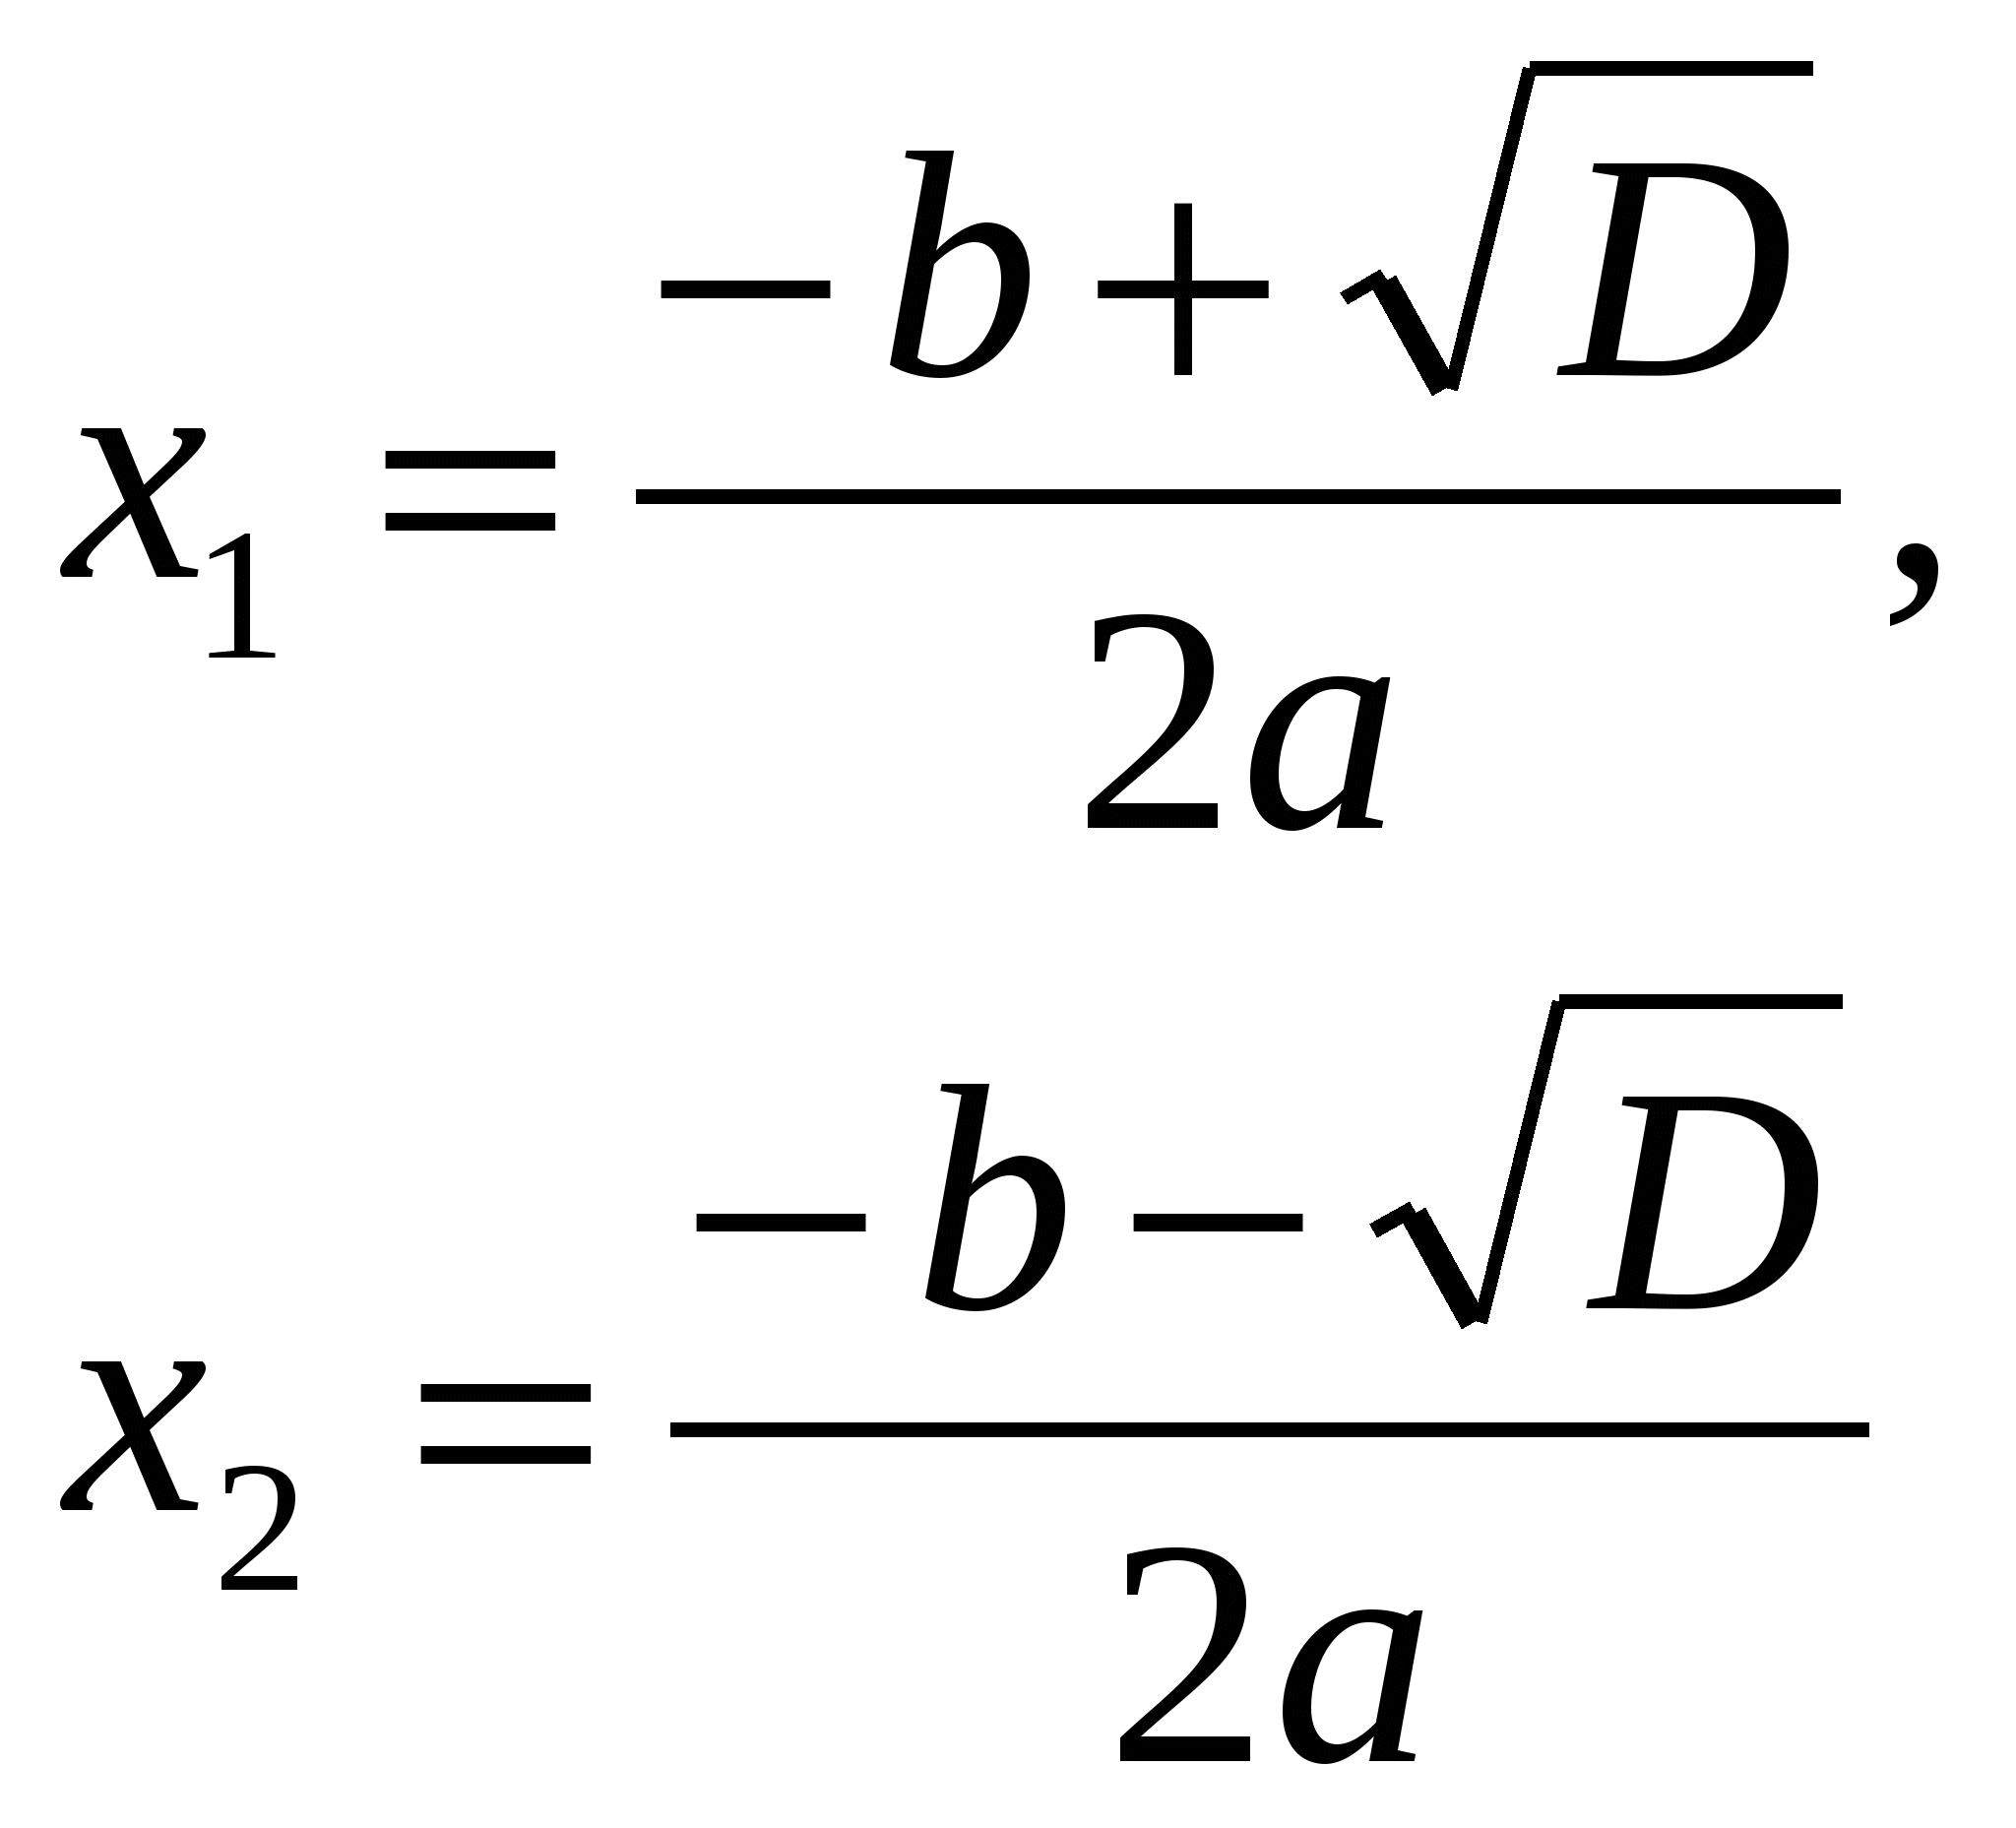 x₁ = (−b + √D) / 2a,
x₂ = (−b − √D) / 2a